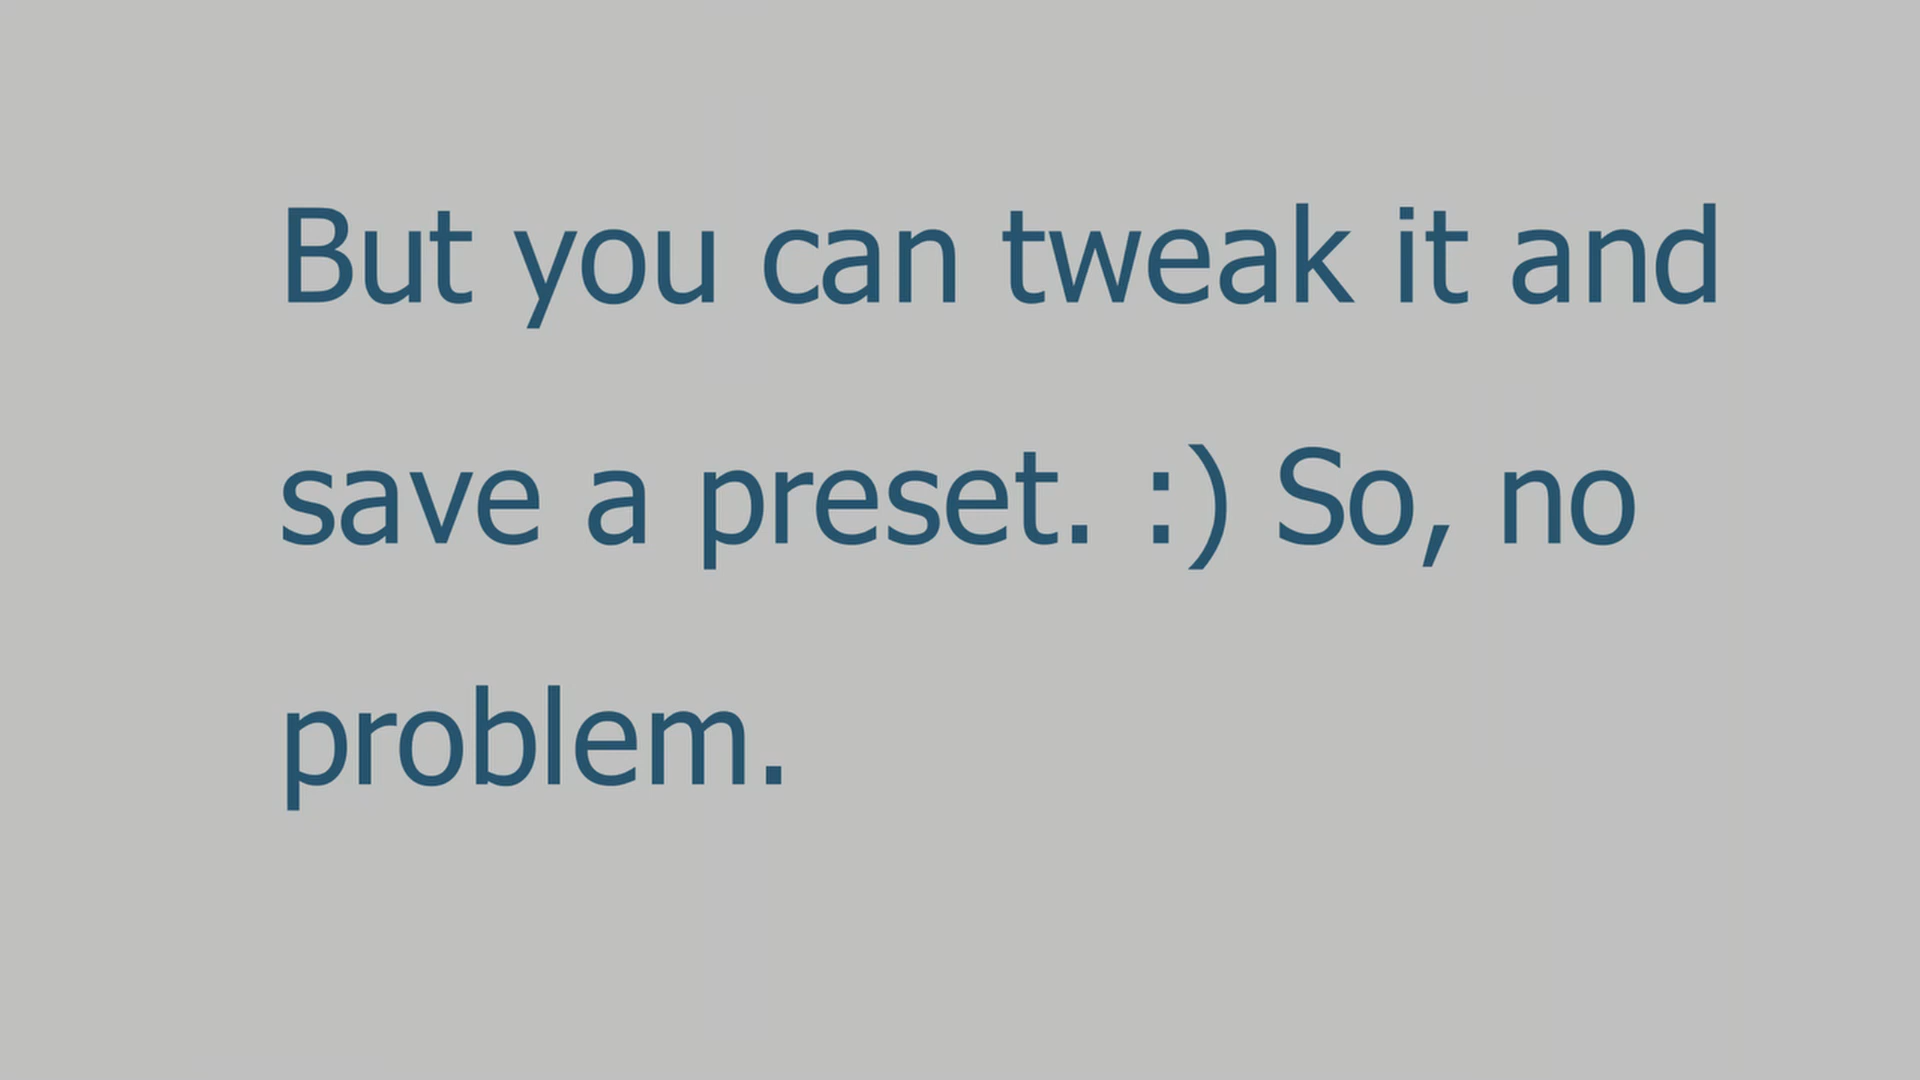 But you can tweak it and
save a preset. :) So, no
problem.